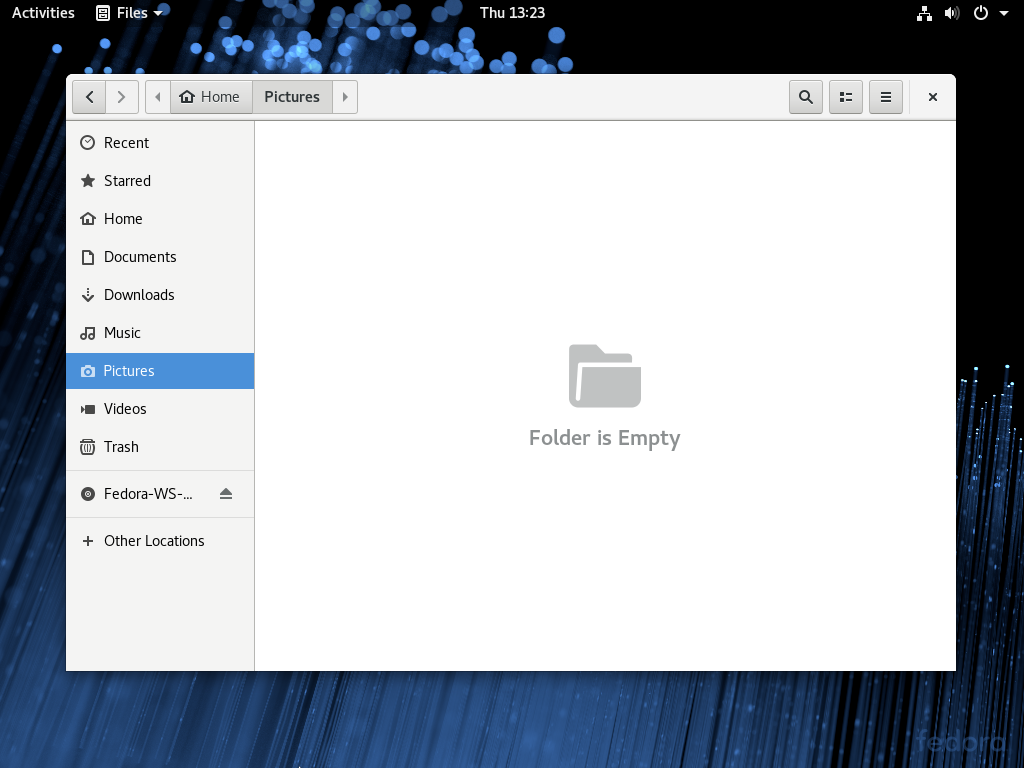 Activities Files Thu 13:23
Home Pictures
Recent
Starred
Home
Documents
Downloads
Music
Pictures
Videos
Trash
Fedora-WS-...
Other Locations
Folder is Empty
fedora